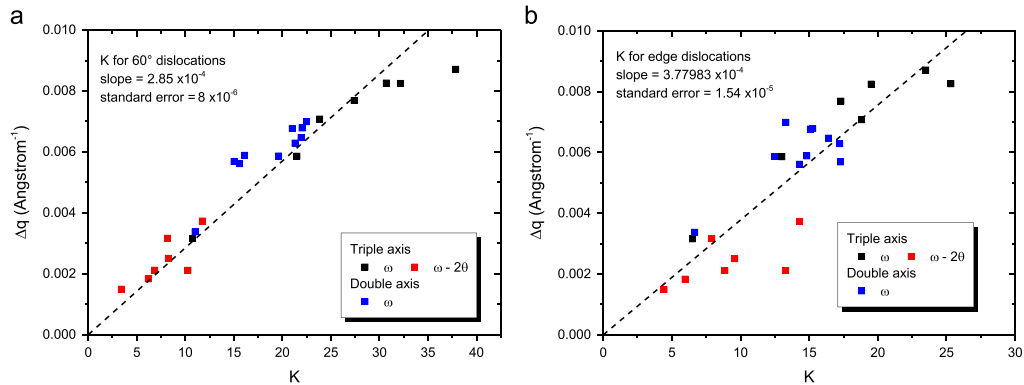 a
K for 60° dislocations
slope = 2.85 x10⁻⁴
standard error = 8 x10⁻⁶
0.010
0.008
0.006
0.004
0.002
0.000
Δq (Angstrom⁻¹)
Triple axis
ω ω - 2θ
Double axis
ω
0 5 10 15 20 25 30 35 40
K
b
K for edge dislocations
slope = 3.77983 x10⁻⁴
standard error = 1.54 x10⁻⁵
0.010
0.008
0.006
0.004
0.002
0.000
Δq (Angstrom⁻¹)
Triple axis
ω ω - 2θ
Double axis
ω
0 5 10 15 20 25 30
K